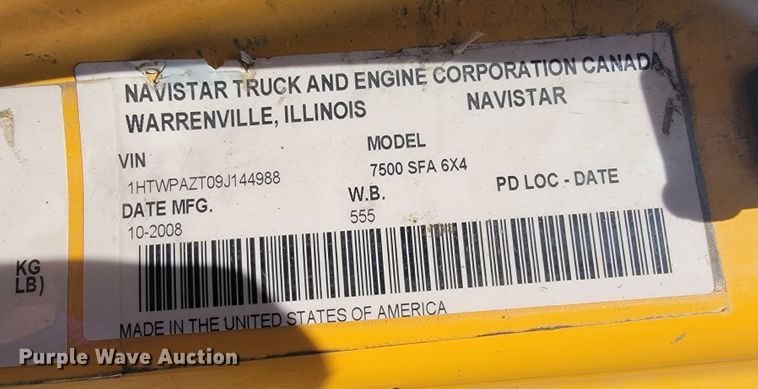 NAVISTAR TRUCK AND ENGINE CORPORATION CANADA
WARRENVILLE, ILLINOIS NAVISTAR
VIN MODEL
1HTWPAZT09J144988 7500 SFA 6X4
DATE MFG. W.B. PD LOC - DATE
10-2008 555
KG
LB)
MADE IN THE UNITED STATES OF AMERICA
Purple Wave Auction